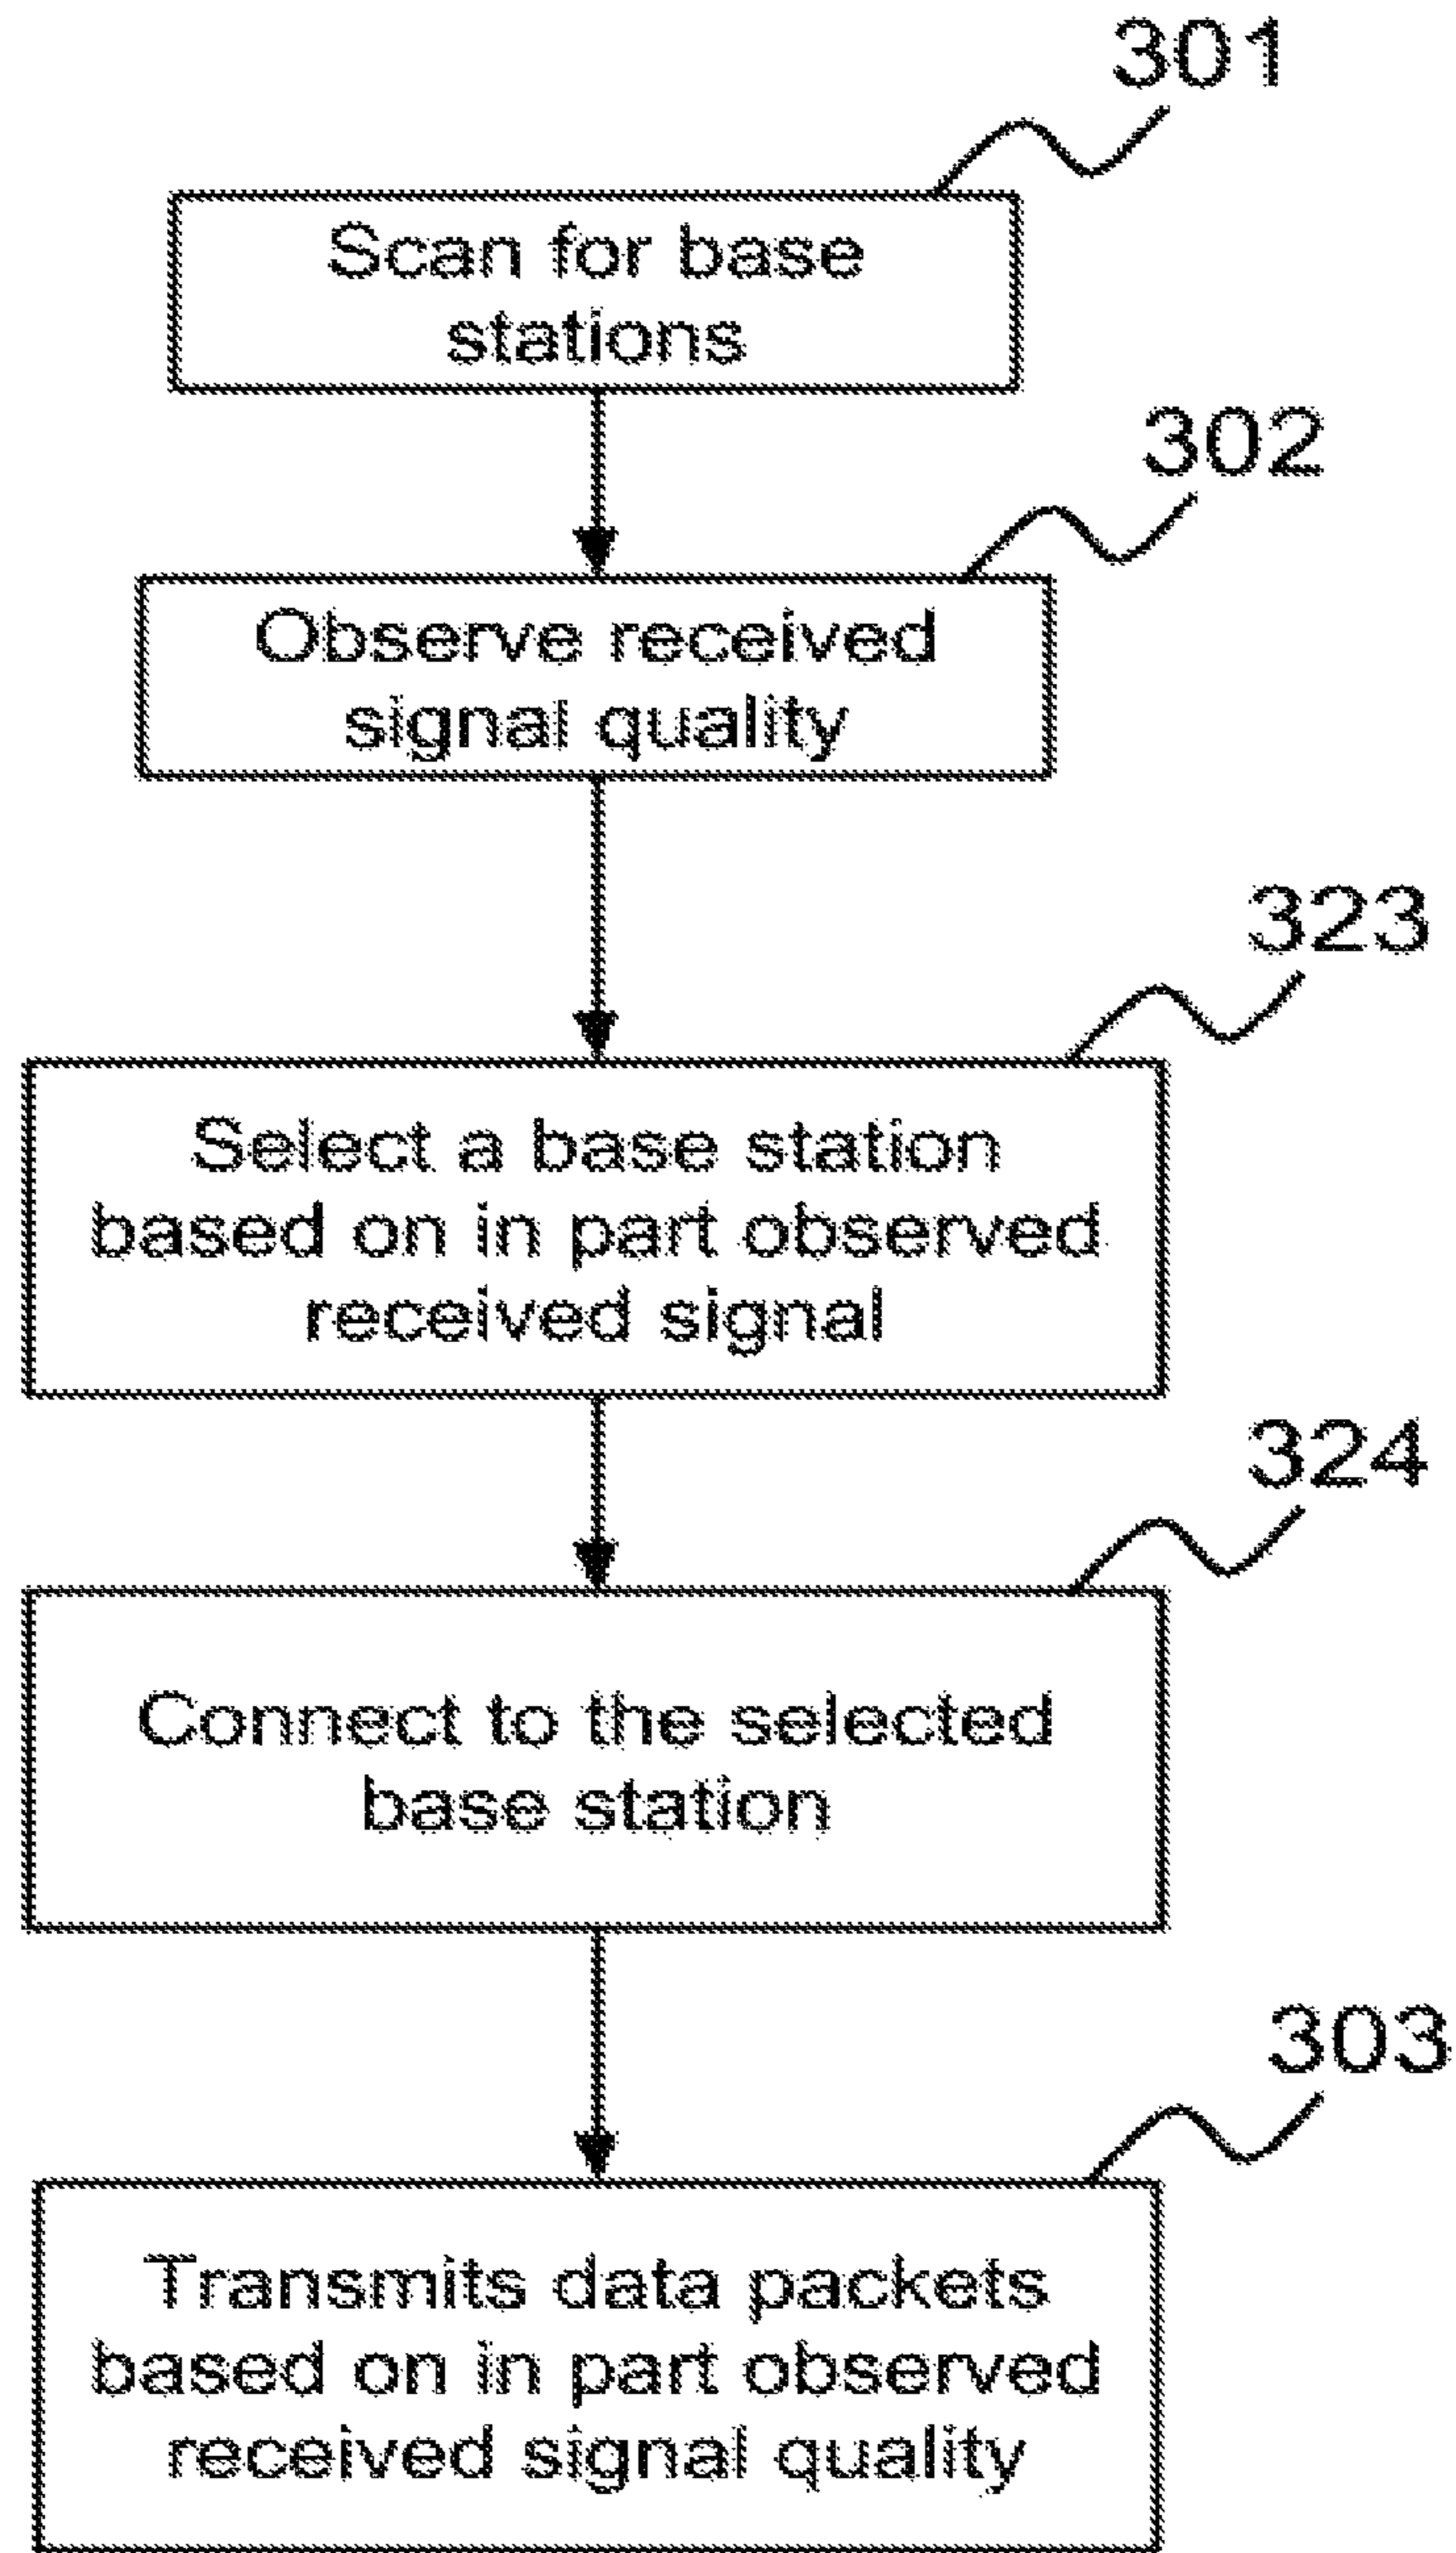 301
Scan for base
stations
302
Observe received
signal quality
323
Select a base station
based on in part observed
received signal
324
Connect to the selected
base station
303
Transmits data packets
based on in part observed
received signal quality